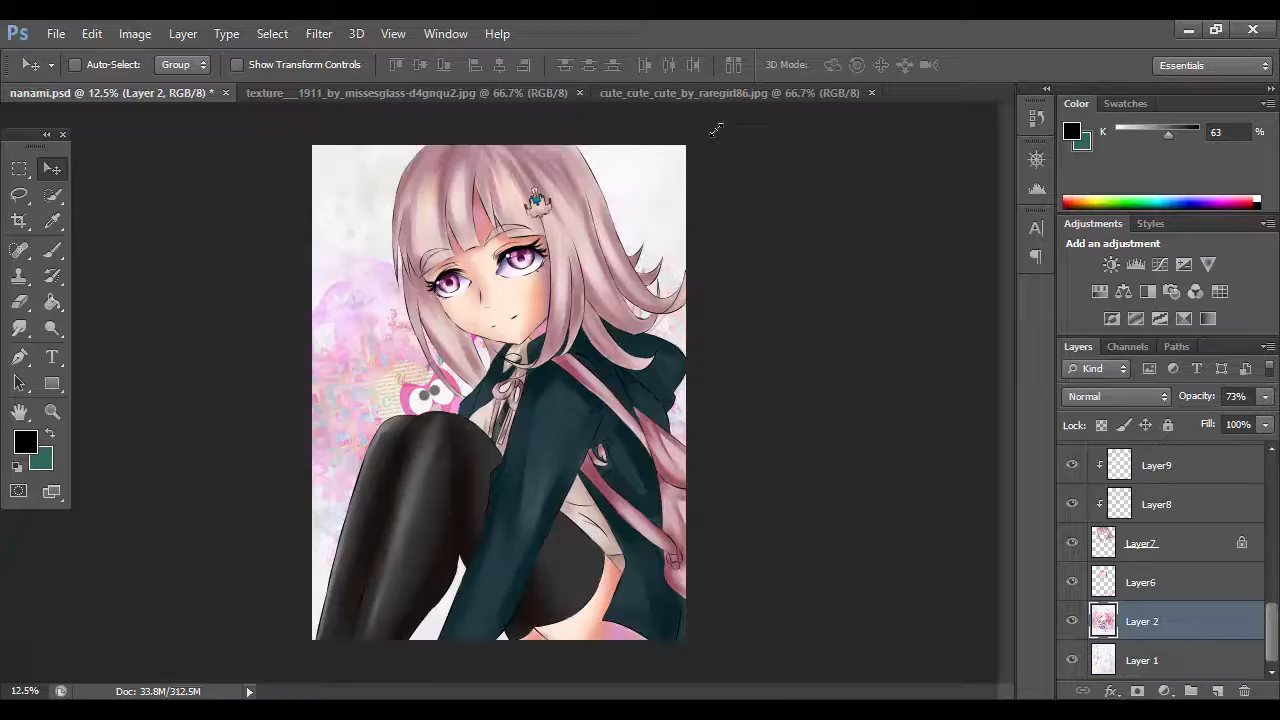 Ps File Edit Image Layer Type Select Filter 3D View Window Help
Auto-Select: Group Show Transform Controls 3D Mode: Essentials
nanami.psd @ 12.5% (Layer 2, RGB/8) * × texture___1911_by_missesglass-d4gnqu2.jpg @ 66.7% (RGB/8) × cute_cute_cute_by_raregirl86.jpg @ 66.7% (RGB/8) ×
Color Swatches
K 63 %
Adjustments Styles
Add an adjustment
Layers Channels Paths
Kind
Normal Opacity: 73%
Lock: Fill: 100%
Layer9
Layer8
Layer7
Layer6
Layer 2
Layer 1
12.5% Doc: 33.8M/312.5M